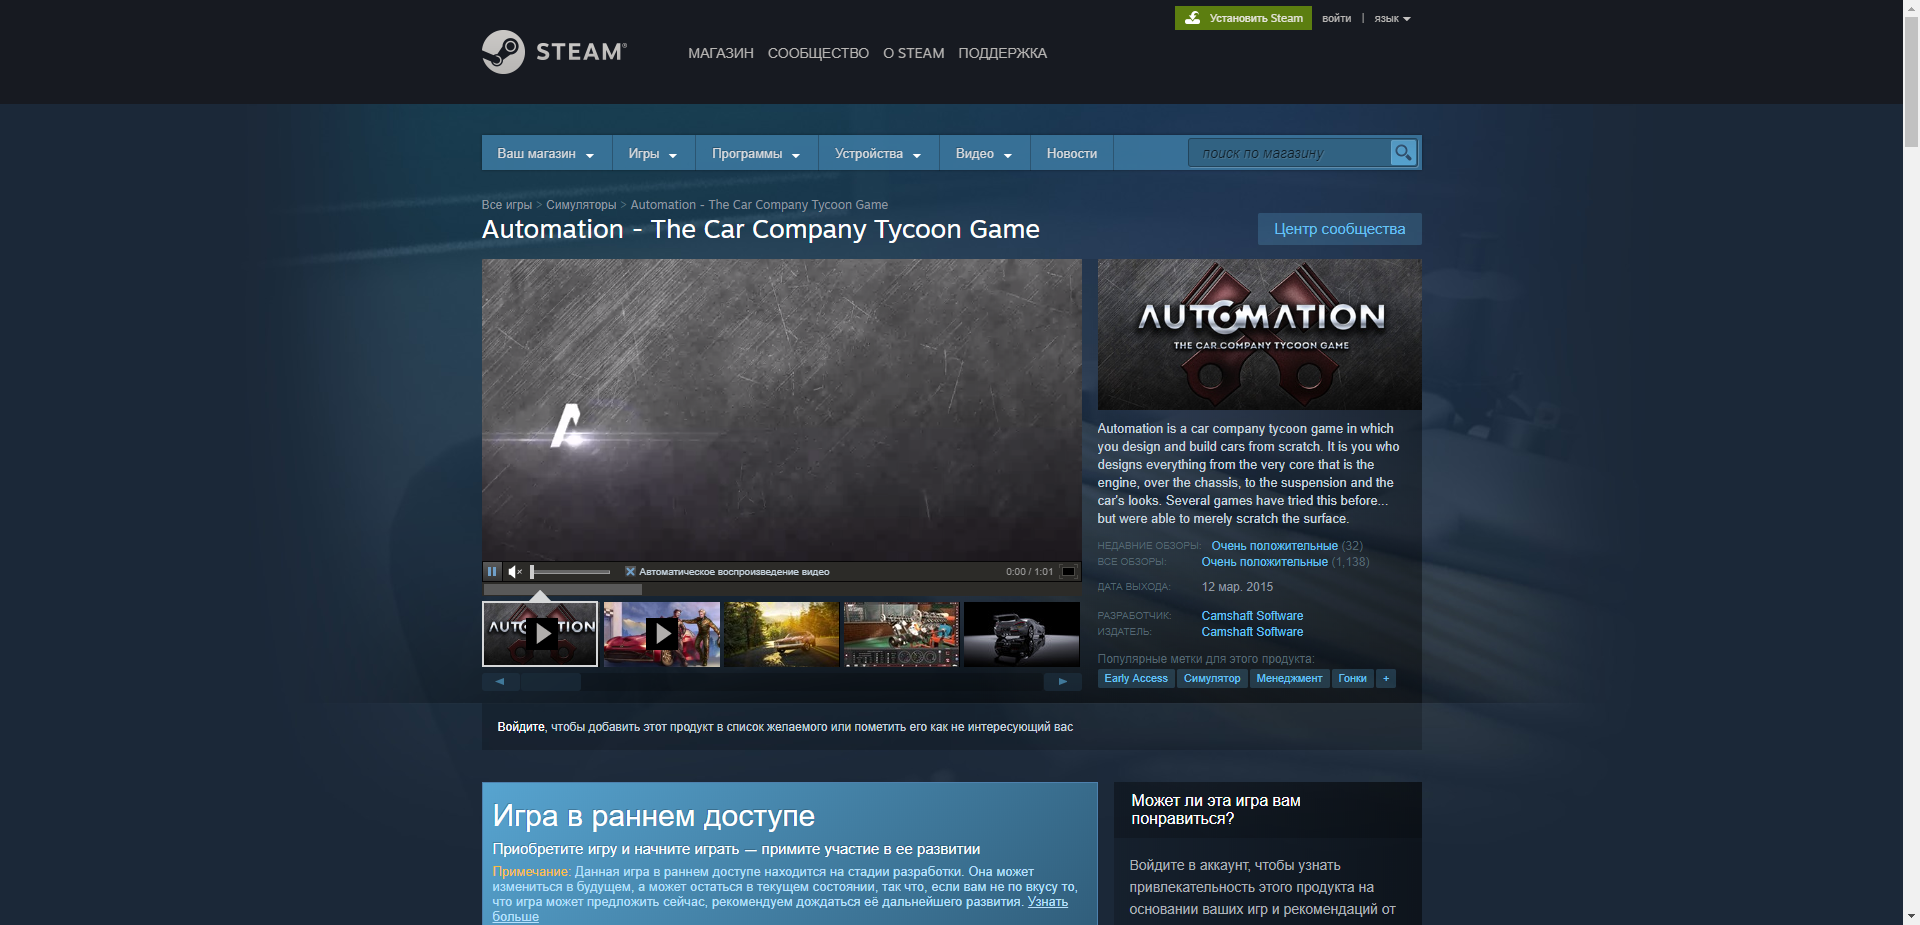 Установить Steam
войти | язык
STEAM®
МАГАЗИН СООБЩЕСТВО О STEAM ПОДДЕРЖКА
Ваш магазин Игры Программы Устройства Видео Новости поиск по магазину
Все игры > Симуляторы > Automation - The Car Company Tycoon Game
Automation - The Car Company Tycoon Game
Центр сообщества
AUTOMATION
THE CAR COMPANY TYCOON GAME
Automation is a car company tycoon game in which
you design and build cars from scratch. It is you who
designs everything from the very core that is the
engine, over the chassis, to the suspension and the
car's looks. Several games have tried this before...
but were able to merely scratch the surface.
НЕДАВНИЕ ОБЗОРЫ: Очень положительные (32)
ВСЕ ОБЗОРЫ: Очень положительные (1,138)
ДАТА ВЫХОДА: 12 мар. 2015
РАЗРАБОТЧИК: Camshaft Software
ИЗДАТЕЛЬ: Camshaft Software
Популярные метки для этого продукта:
Early Access Симулятор Менеджмент Гонки +
A
Автоматическое воспроизведение видео 0:00 / 1:01
Войдите, чтобы добавить этот продукт в список желаемого или пометить его как не интересующий вас
Игра в раннем доступе
Приобретите игру и начните играть — примите участие в ее развитии
Примечание: Данная игра в раннем доступе находится на стадии разработки. Она может
измениться в будущем, а может остаться в текущем состоянии, так что, если вам не по вкусу то,
что игра может предложить сейчас, рекомендуем дождаться её дальнейшего развития. Узнать
больше
Может ли эта игра вам
понравиться?
Войдите в аккаунт, чтобы узнать
привлекательность этого продукта на
основании ваших игр и рекомендаций от